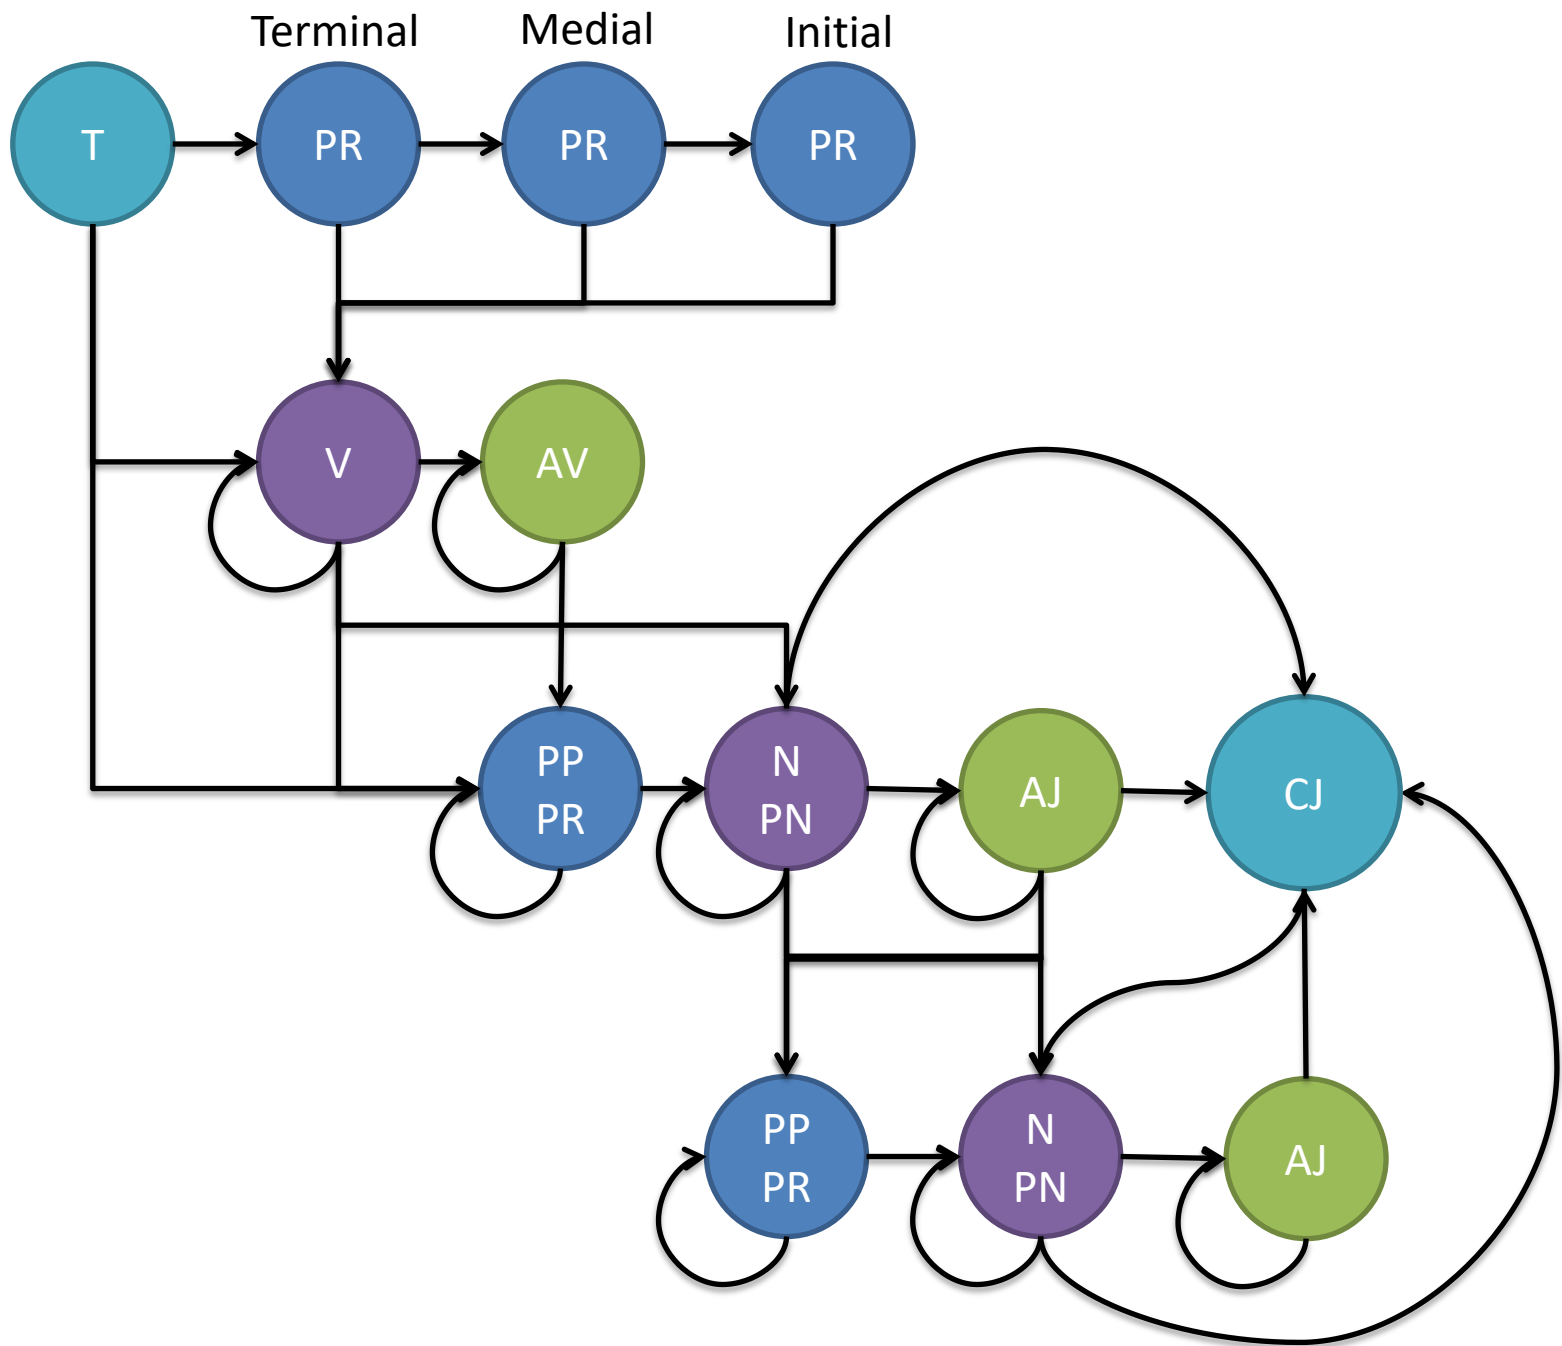 Terminal Medial Initial
T PR PR PR
V AV
PP
PR
N
PN
AJ
CJ
PP
PR
N
PN
AJ